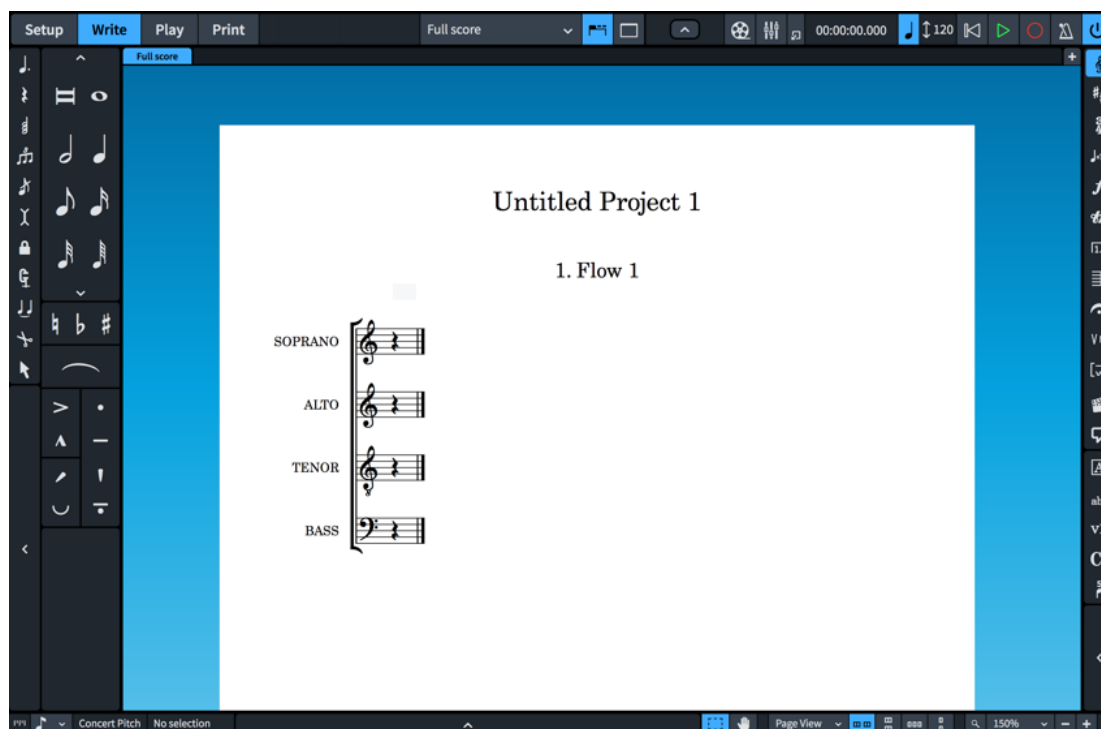 Setup Write Play Print Full score 00:00:00.000 120
Full score
Untitled Project 1
1. Flow 1
SOPRANO
ALTO
TENOR
BASS
Concert Pitch No selection Page View 150%